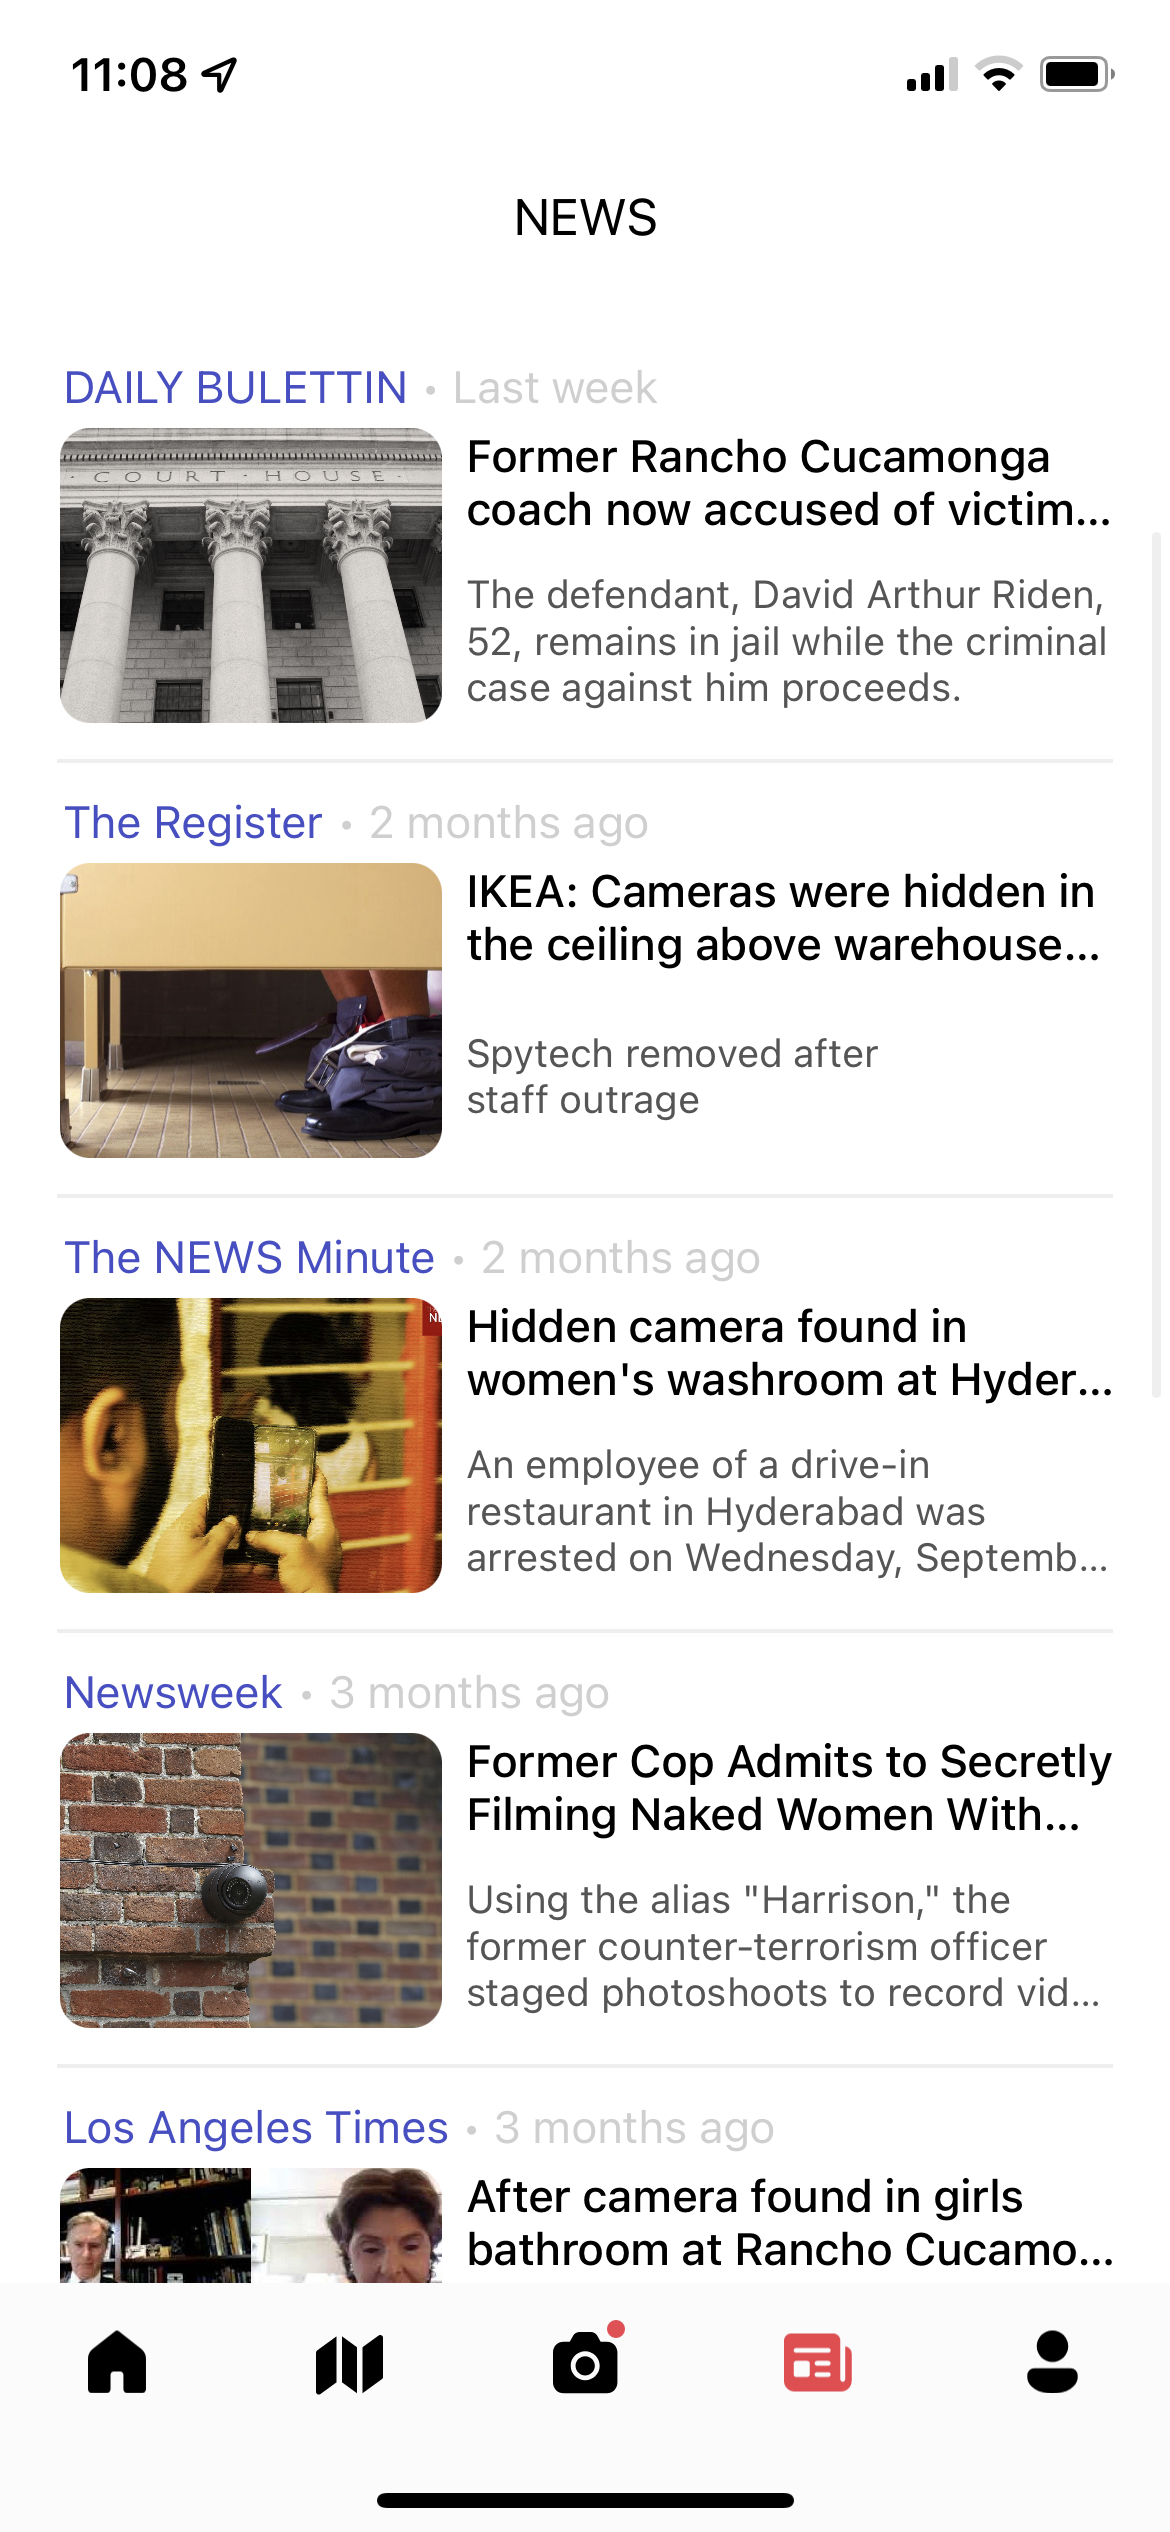 11:08
NEWS
DAILY BULETTIN • Last week
COURT · HOUSE
Former Rancho Cucamonga
coach now accused of victim...
The defendant, David Arthur Riden,
52, remains in jail while the criminal
case against him proceeds.
The Register • 2 months ago
IKEA: Cameras were hidden in
the ceiling above warehouse...
Spytech removed after
staff outrage
The NEWS Minute • 2 months ago
Hidden camera found in
women's washroom at Hyder...
An employee of a drive-in
restaurant in Hyderabad was
arrested on Wednesday, Septemb...
Newsweek • 3 months ago
Former Cop Admits to Secretly
Filming Naked Women With...
Using the alias "Harrison," the
former counter-terrorism officer
staged photoshoots to record vid...
Los Angeles Times • 3 months ago
After camera found in girls
bathroom at Rancho Cucamo...